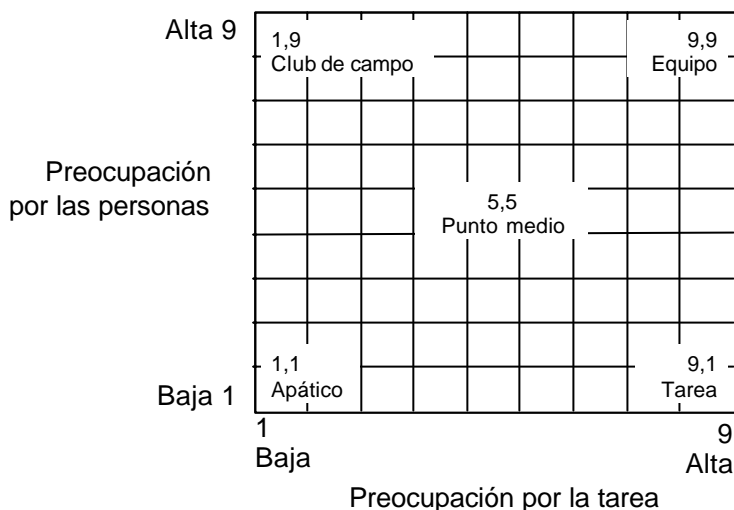 Alta 9
1,9
Club de campo
9,9
Equipo
Preocupación
por las personas
5,5
Punto medio
1,1
Apático
9,1
Tarea
Baja 1
1
Baja
9
Alta
Preocupación por la tarea